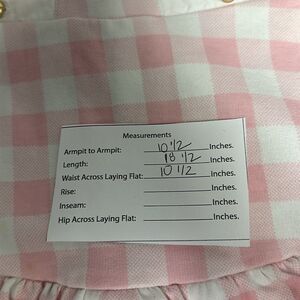 Measurements
Armpit to Armpit: 10 1/2 Inches.
Length: 18 1/2 Inches.
Waist Across Laying Flat: 10 1/2 Inches.
Rise: Inches.
Inseam: Inches.
Hip Across Laying Flat: Inches.